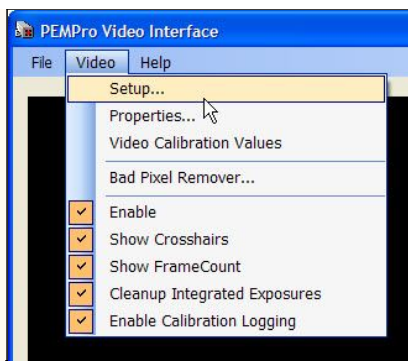 PEMPro Video Interface
File Video Help
Setup...
Properties...
Video Calibration Values
Bad Pixel Remover...
Enable
Show Crosshairs
Show FrameCount
Cleanup Integrated Exposures
Enable Calibration Logging